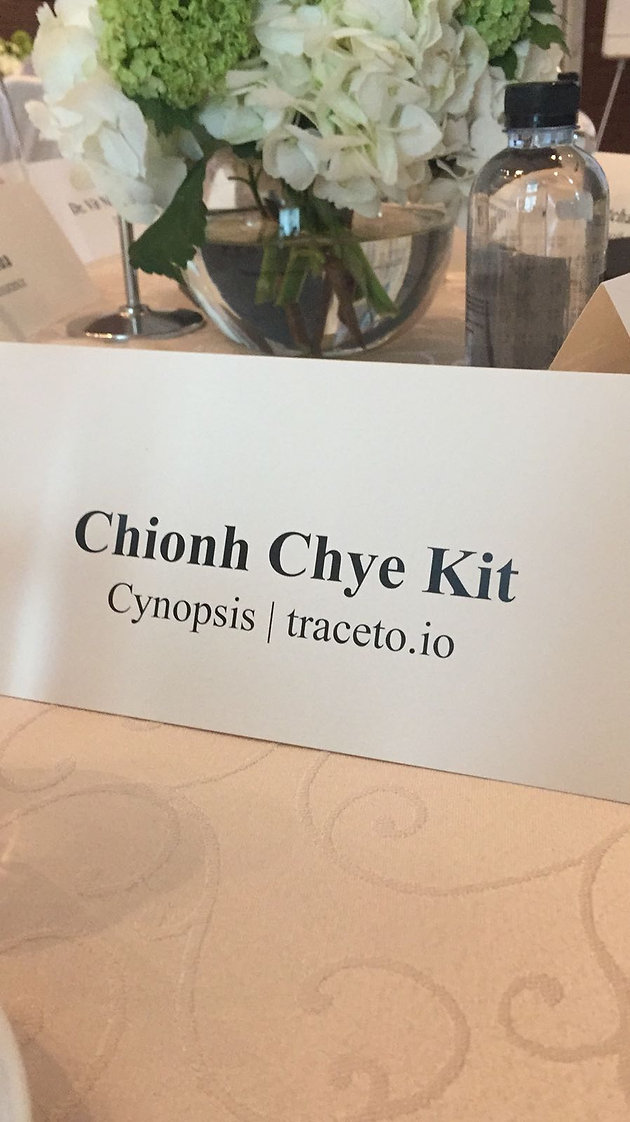 Chionh Chye Kit
Cynopsis | traceto.io